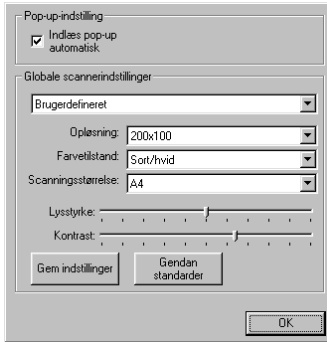 Pop-up-indstilling
Indlæs pop-up
automatisk
Globale scannerindstillinger
Brugerdefineret
Opløsning: 200x100
Farvetilstand: Sort/hvid
Scanningsstørrelse: A4
Lysstyrke:
Kontrast:
Gem indstillinger
Gendan
standarder
OK